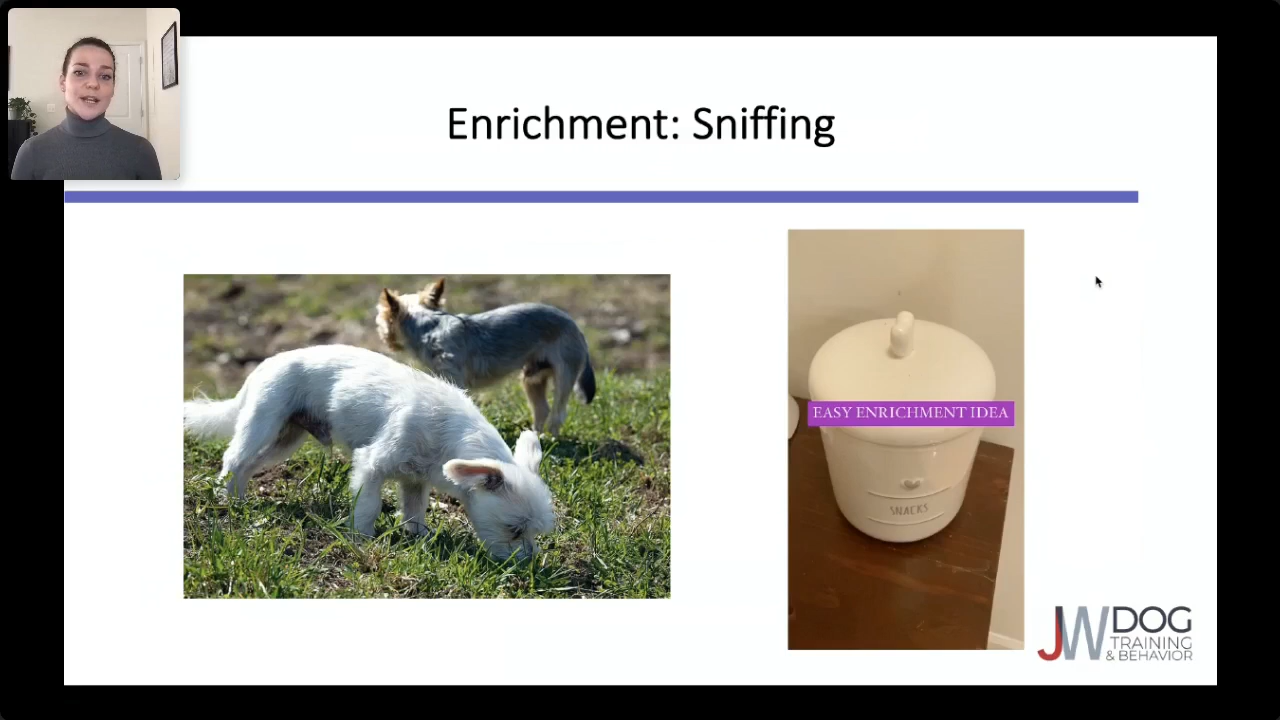 Enrichment: Sniffing
EASY ENRICHMENT IDEA
SNACKS
JW DOG
TRAINING
& BEHAVIOR